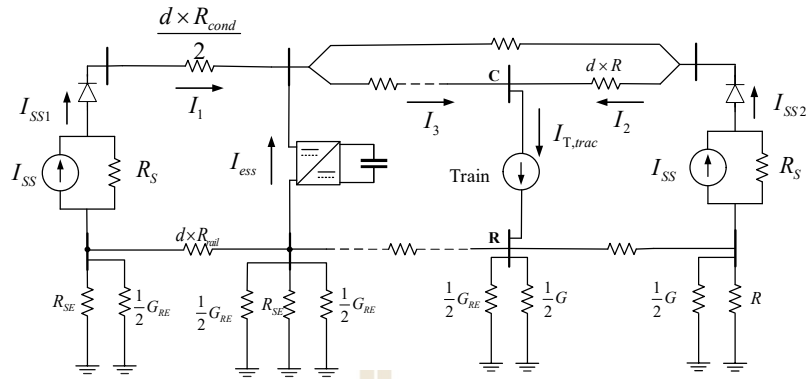 d × R_cond
2
C
d × R
I_SS1
I_1
I_3
I_2
I_SS2
I_T,trac
I_SS
R_S
I_ess
Train
I_SS
R_S
d × R_rail
R
R_SE
1/2 G_RE
1/2 G_RE
R_SE
1/2 G_RE
1/2 G_RE
1/2 G
1/2 G
R